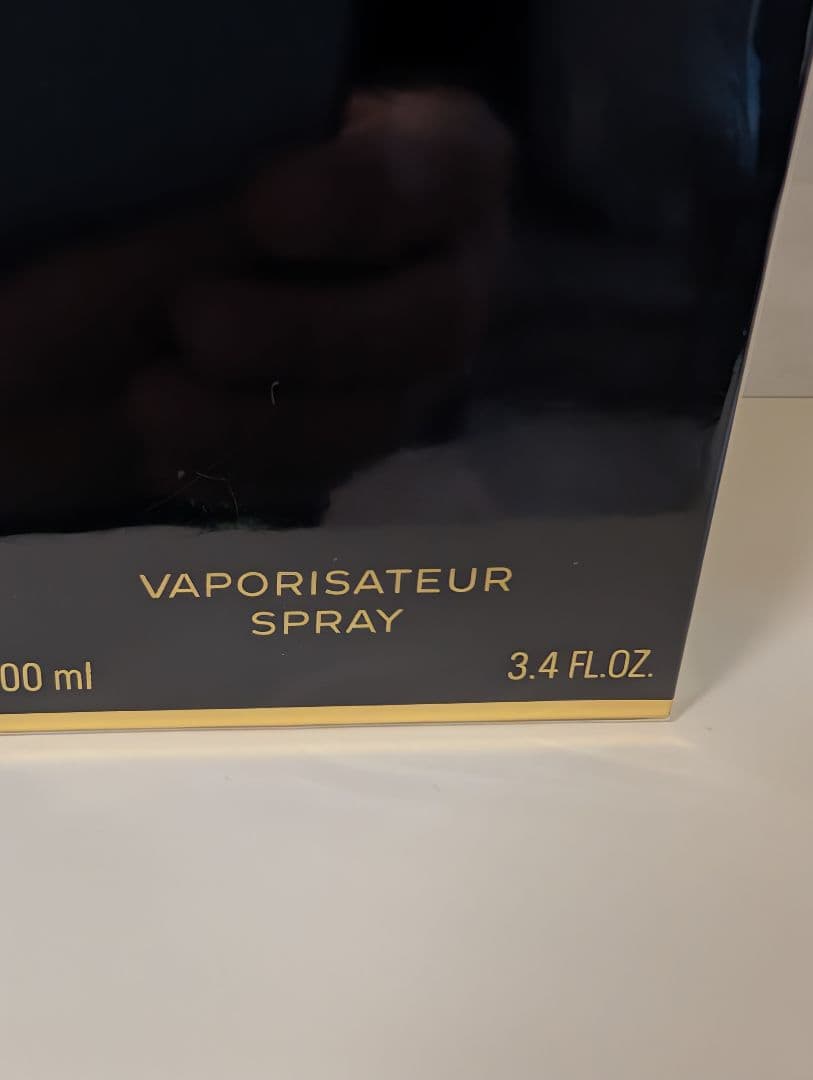 VAPORISATEUR
SPRAY
00 ml 3.4 FL.OZ.